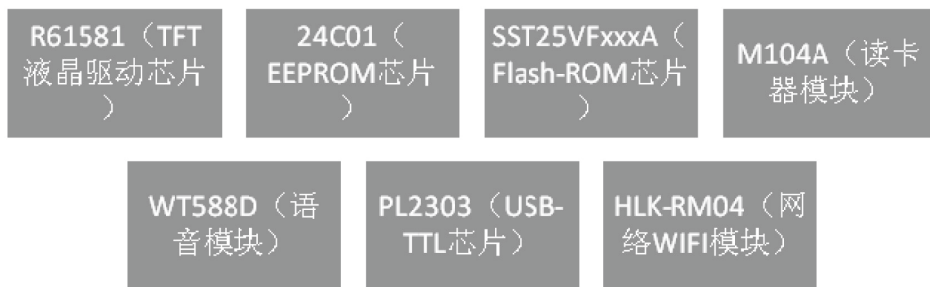 R61581（TFT
液晶驱动芯片
）
24C01（
EEPROM芯片
）
SST25VFxxxA（
Flash-ROM芯片
）
M104A（读卡
器模块）
WT588D（语
音模块）
PL2303（USB-
TTL芯片）
HLK-RM04（网
络WIFI模块）